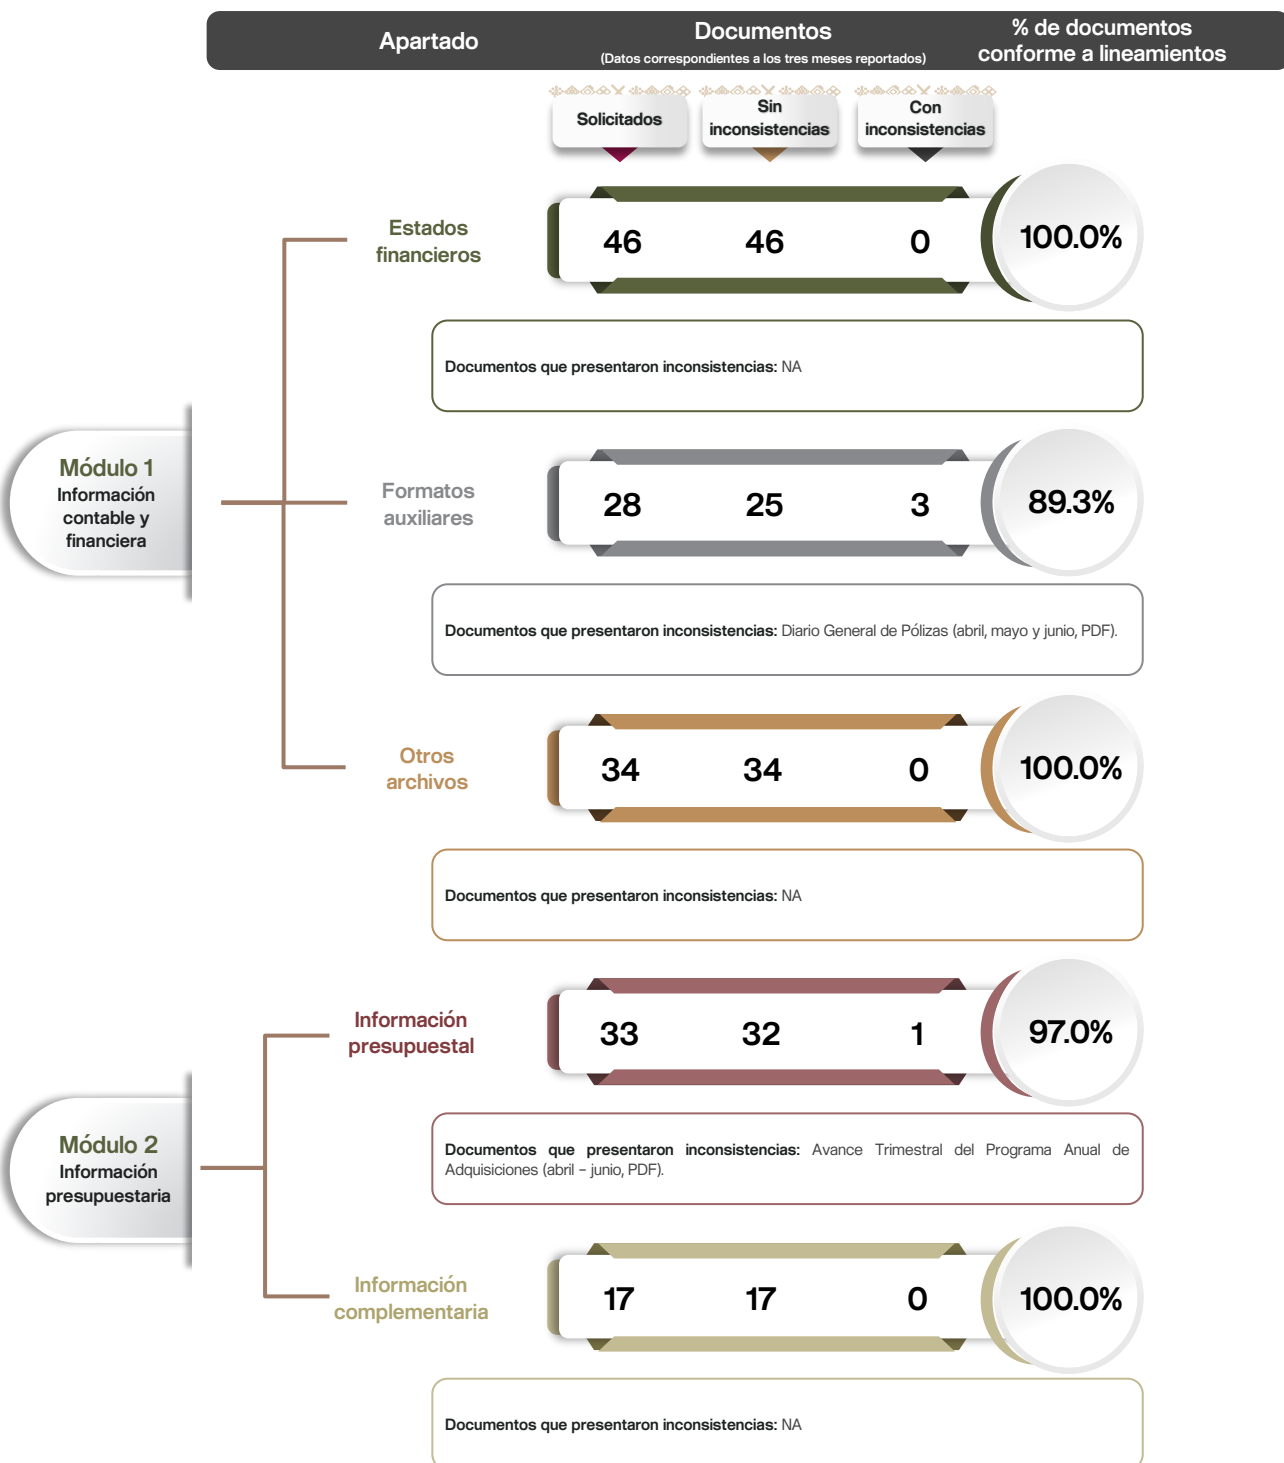 Apartado
Documentos
(Datos correspondientes a los tres meses reportados)
% de documentos
conforme a lineamientos
Solicitados
Sin
inconsistencias
Con
inconsistencias
Módulo 1
Información
contable y
financiera
Estados
financieros
46 46 0 100.0%
Documentos que presentaron inconsistencias: NA
Formatos
auxiliares
28 25 3 89.3%
Documentos que presentaron inconsistencias: Diario General de Pólizas (abril, mayo y junio, PDF).
Otros
archivos
34 34 0 100.0%
Documentos que presentaron inconsistencias: NA
Módulo 2
Información
presupuestaria
Información
presupuestal
33 32 1 97.0%
Documentos que presentaron inconsistencias: Avance Trimestral del Programa Anual de
Adquisiciones (abril – junio, PDF).
Información
complementaria
17 17 0 100.0%
Documentos que presentaron inconsistencias: NA